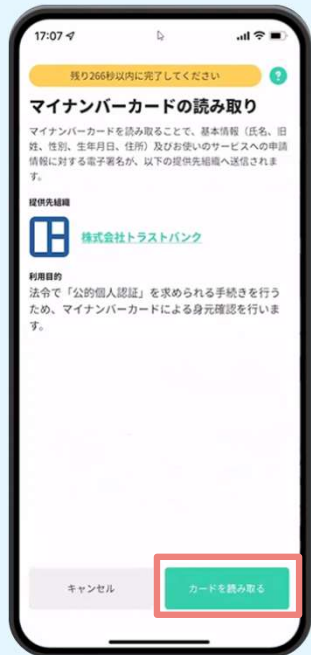 17:07
残り266秒以内に完了してください
?
マイナンバーカードの読み取り
マイナンバーカードを読み取ることで、基本情報（氏名、旧
姓、性別、生年月日、住所）及びお使いのサービスへの申請
情報に対する電子署名が、以下の提供先組織へ送信されま
す。
提供先組織
株式会社トラストバンク
利用目的
法令で「公的個人認証」を求められる手続きを行う
ため、マイナンバーカードによる身元確認を行いま
す。
キャンセル
カードを読み取る